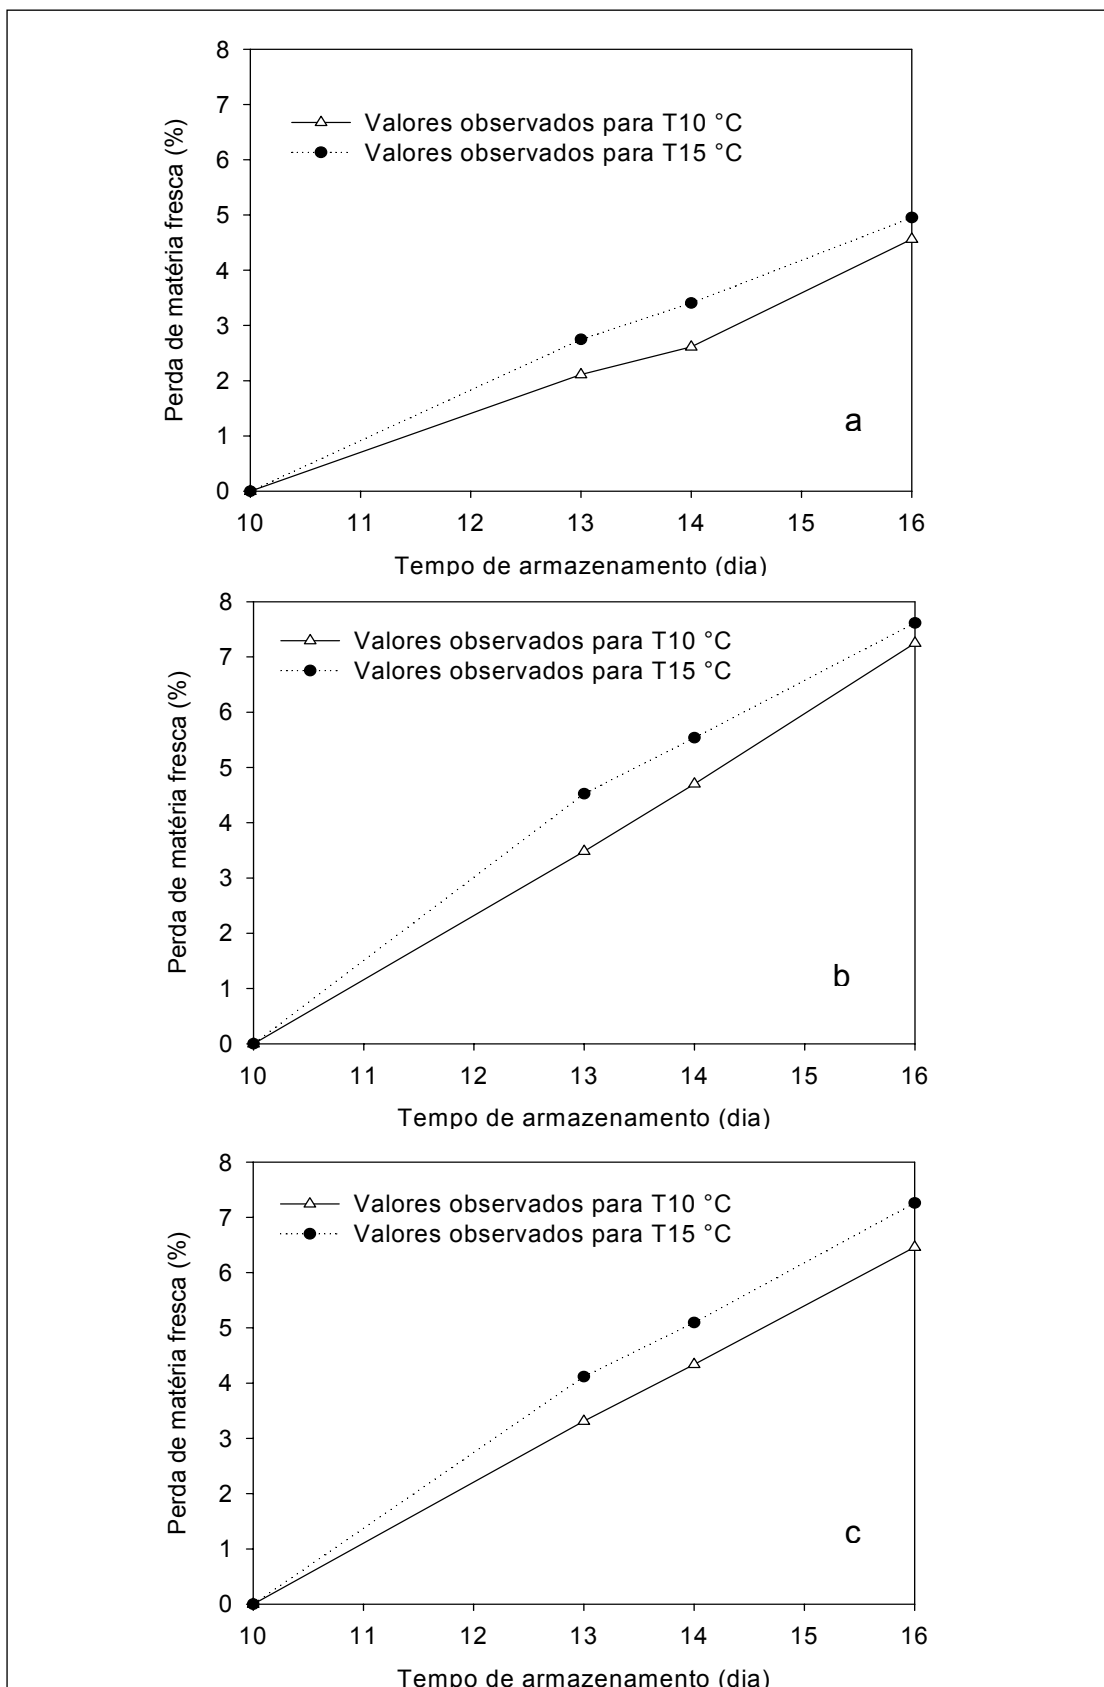 8
7
6
5
4
3
2
1
0
Perda de matéria fresca (%)
Valores observados para T10 °C
Valores observados para T15 °C
a
10 11 12 13 14 15 16
Tempo de armazenamento (dia)
8
7
6
5
4
3
2
1
0
Perda de matéria fresca (%)
Valores observados para T10 °C
Valores observados para T15 °C
b
10 11 12 13 14 15 16
Tempo de armazenamento (dia)
8
7
6
5
4
3
2
1
0
Perda de matéria fresca (%)
Valores observados para T10 °C
Valores observados para T15 °C
c
10 11 12 13 14 15 16
Tempo de armazenamento (dia)